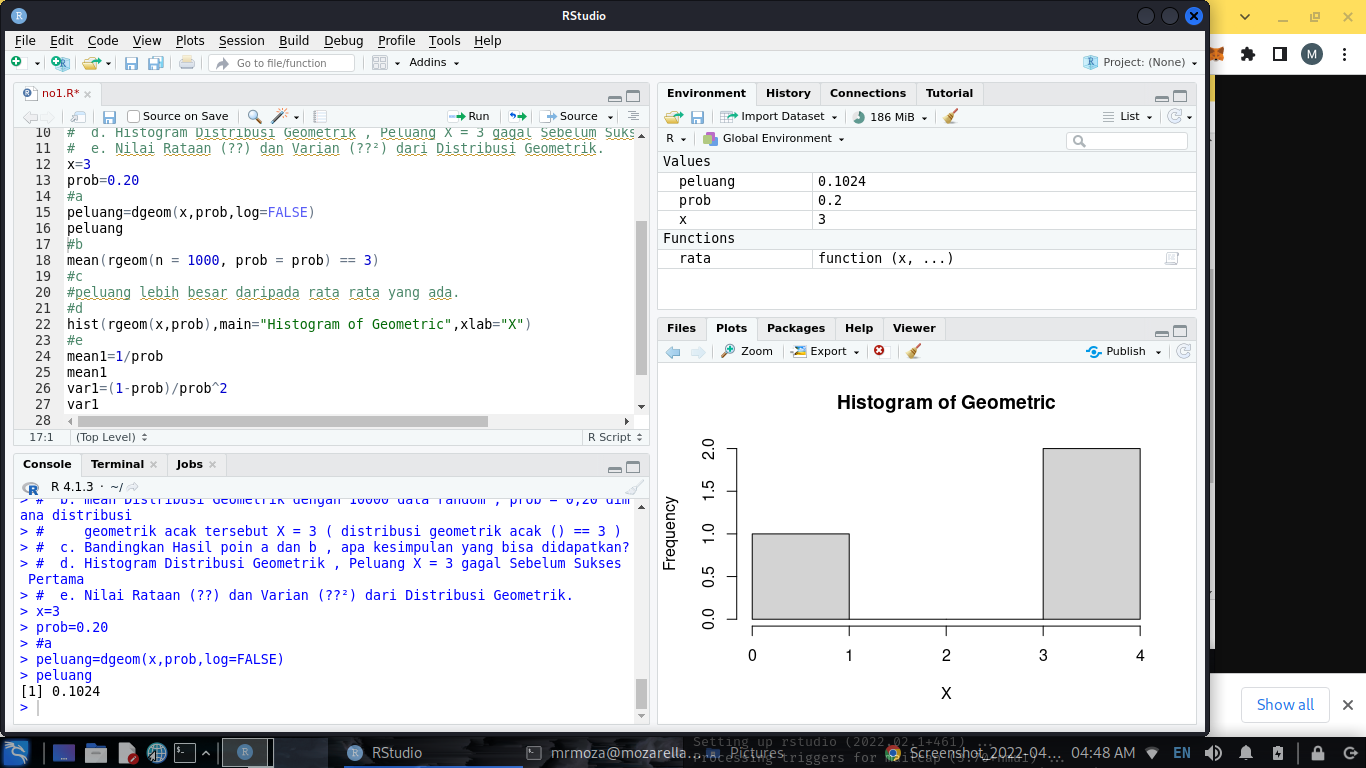 RStudio
File Edit Code View Plots Session Build Debug Profile Tools Help
Go to file/function
Addins
Project: (None)
no1.R*
Source on Save
Run
Source
10 # d. Histogram Distribusi Geometrik , Peluang X = 3 gagal Sebelum Suks
11 # e. Nilai Rataan (??) dan Varian (??²) dari Distribusi Geometrik.
12 x=3
13 prob=0.20
14 #a
15 peluang=dgeom(x,prob,log=FALSE)
16 peluang
17 #b
18 mean(rgeom(n = 1000, prob = prob) == 3)
19 #c
20 #peluang lebih besar daripada rata rata yang ada.
21 #d
22 hist(rgeom(x,prob),main="Histogram of Geometric",xlab="X")
23 #e
24 mean1=1/prob
25 mean1
26 var1=(1-prob)/prob^2
27 var1
28
17:1 (Top Level) R Script
Console Terminal Jobs
R 4.1.3 · ~/
> # b. mean Distribusi Geometrik dengan 10000 data random , prob = 0,20 dim
ana distribusi
> # geometrik acak tersebut X = 3 ( distribusi geometrik acak () == 3 )
> # c. Bandingkan Hasil poin a dan b , apa kesimpulan yang bisa didapatkan?
> # d. Histogram Distribusi Geometrik , Peluang X = 3 gagal Sebelum Sukses
Pertama
> # e. Nilai Rataan (??) dan Varian (??²) dari Distribusi Geometrik.
> x=3
> prob=0.20
> #a
> peluang=dgeom(x,prob,log=FALSE)
> peluang
[1] 0.1024
>
Environment History Connections Tutorial
Import Dataset 186 MiB List
R Global Environment
Values
peluang 0.1024
prob 0.2
x 3
Functions
rata function (x, ...)
Files Plots Packages Help Viewer
Zoom Export Publish
Histogram of Geometric
Frequency
2.0
1.5
1.0
0.5
0.0
0 1 2 3 4
X
M
Show all
Setting up rstudio (2022.02.1+461) ...
RStudio mrmoza@mozarella... Pictures Screenshot_2022-04... 04:48 AM EN